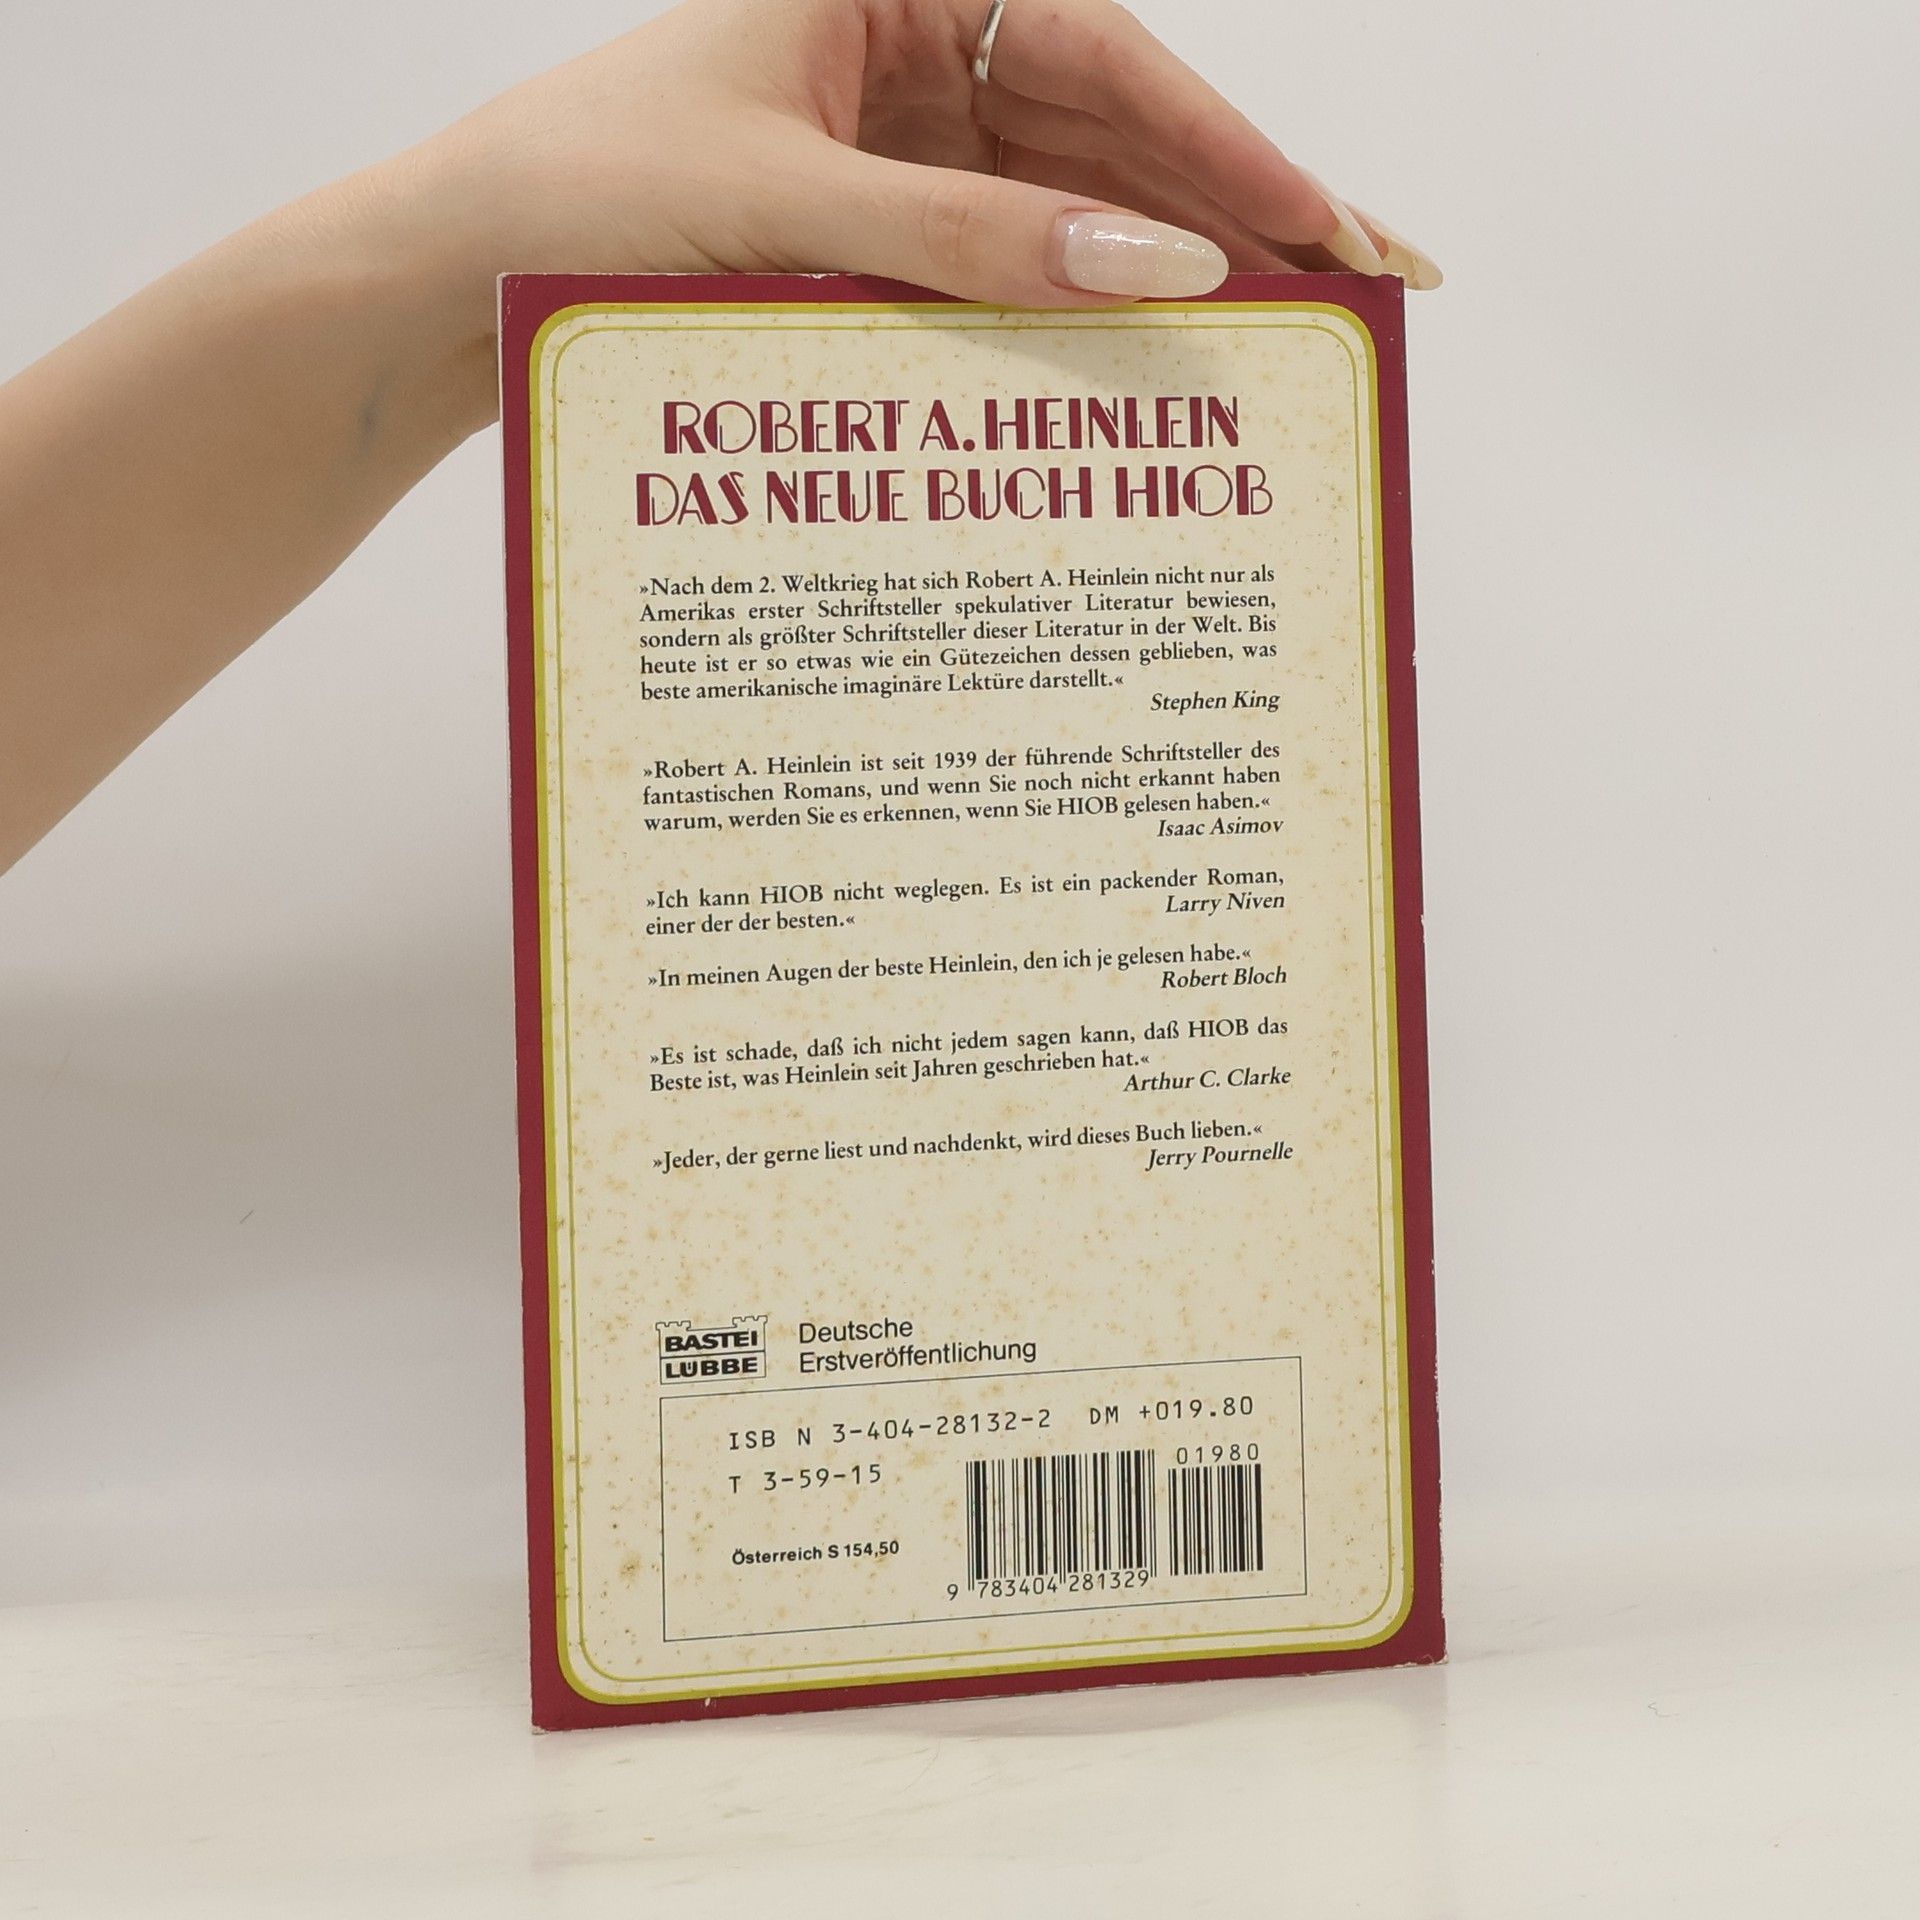 ROBERT A. HEINLEIN
DAS NEUE BUCH HIOB
»Nach dem 2. Weltkrieg hat sich Robert A. Heinlein nicht nur als
Amerikas erster Schriftsteller spekulativer Literatur bewiesen,
sondern als größter Schriftsteller dieser Literatur in der Welt. Bis
heute ist er so etwas wie ein Gütezeichen dessen geblieben, was
beste amerikanische imaginäre Lektüre darstellt.«
Stephen King
»Robert A. Heinlein ist seit 1939 der führende Schriftsteller des
fantastischen Romans, und wenn Sie noch nicht erkannt haben
warum, werden Sie es erkennen, wenn Sie HIOB gelesen haben.«
Isaac Asimov
»Ich kann HIOB nicht weglegen. Es ist ein packender Roman,
einer der der besten.«
Larry Niven
»In meinen Augen der beste Heinlein, den ich je gelesen habe.«
Robert Bloch
»Es ist schade, daß ich nicht jedem sagen kann, daß HIOB das
Beste ist, was Heinlein seit Jahren geschrieben hat.«
Arthur C. Clarke
»Jeder, der gerne liest und nachdenkt, wird dieses Buch lieben.«
Jerry Pournelle
BASTEI
LÜBBE
Deutsche
Erstveröffentlichung
ISB N 3-404-28132-2 DM +019.80
T 3-59-15
01980
Österreich S 154,50
9 783404 281329